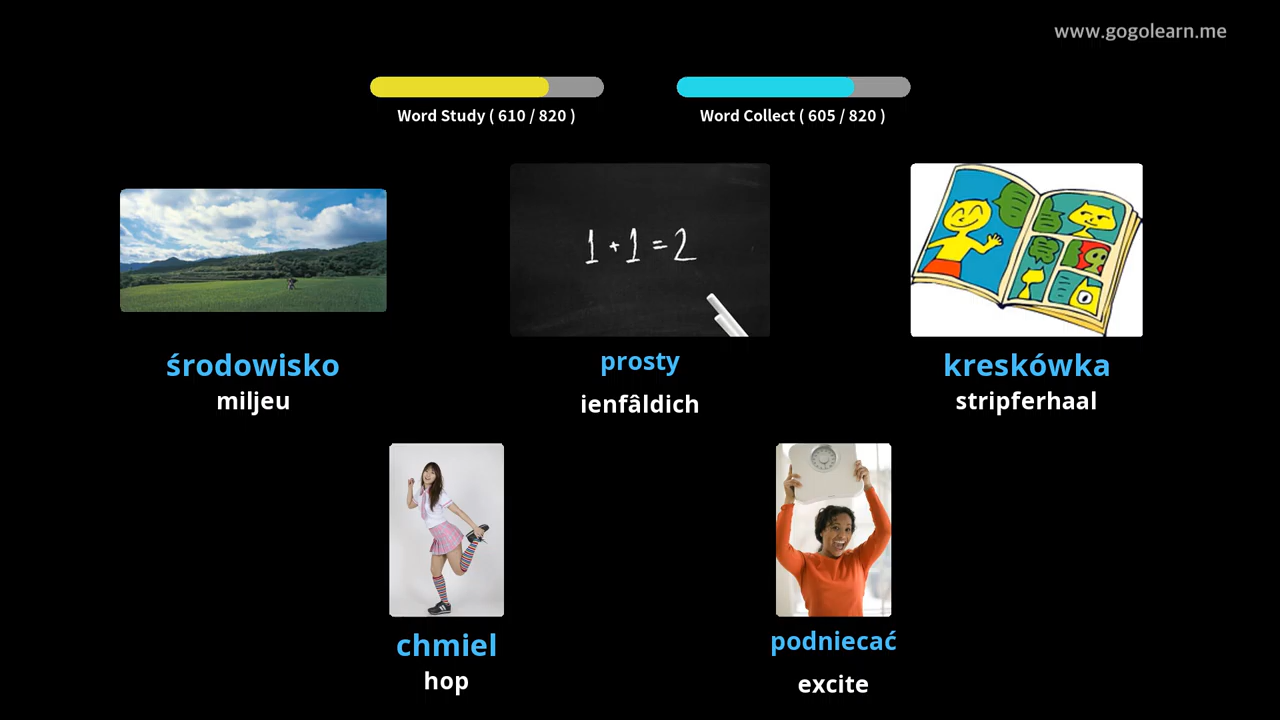 www.gogolearn.me
Word Study ( 610 / 820 )
Word Collect ( 605 / 820 )
1 + 1 = 2
środowisko
miljeu
prosty
ienfâldich
kreskówka
stripferhaal
chmiel
hop
podniecać
excite